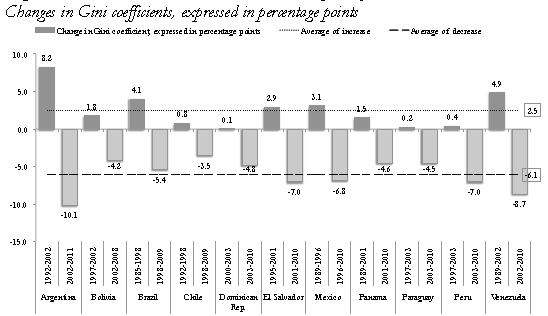 Changes in Gini coefficients, expressed in percentage points
Change in Gini coefficient, expressed in percentage points Average of increase Average of decrease
10.0
5.0
0.0
-5.0
-10.0
-15.0
8.2 -10.1 1.8 -4.2 4.1 -5.4 0.8 -3.5 0.1 -4.8 2.9 -7.0 3.1 -6.8 1.5 -4.6 0.2 -4.5 0.4 -7.0 4.9 -8.7
2.5
-6.1
1992-2002 2002-2011 1997-2002 2002-2008 1985-1998 1998-2009 1992-1998 1998-2009 2000-2003 2003-2010 1995-2001 2001-2010 1989-1996 1996-2010 1989-2001 2001-2010 1997-2003 2003-2010 1997-2003 2003-2010 1989-2002 2002-2010
Argentina Bolivia Brazil Chile Dominican El Salvador Mexico Panama Paraguay Peru Venezuela
Rep.